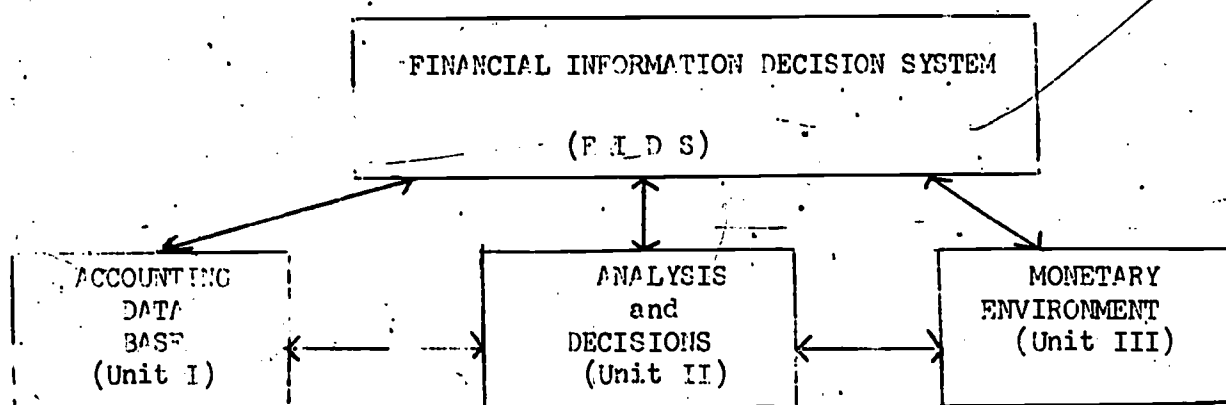 FINANCIAL INFORMATION DECISION SYSTEM
(F I D S)
ACCOUNTING
DATA
BASE
(Unit I)
ANALYSIS
and
DECISIONS
(Unit II)
MONETARY
ENVIRONMENT
(Unit III)